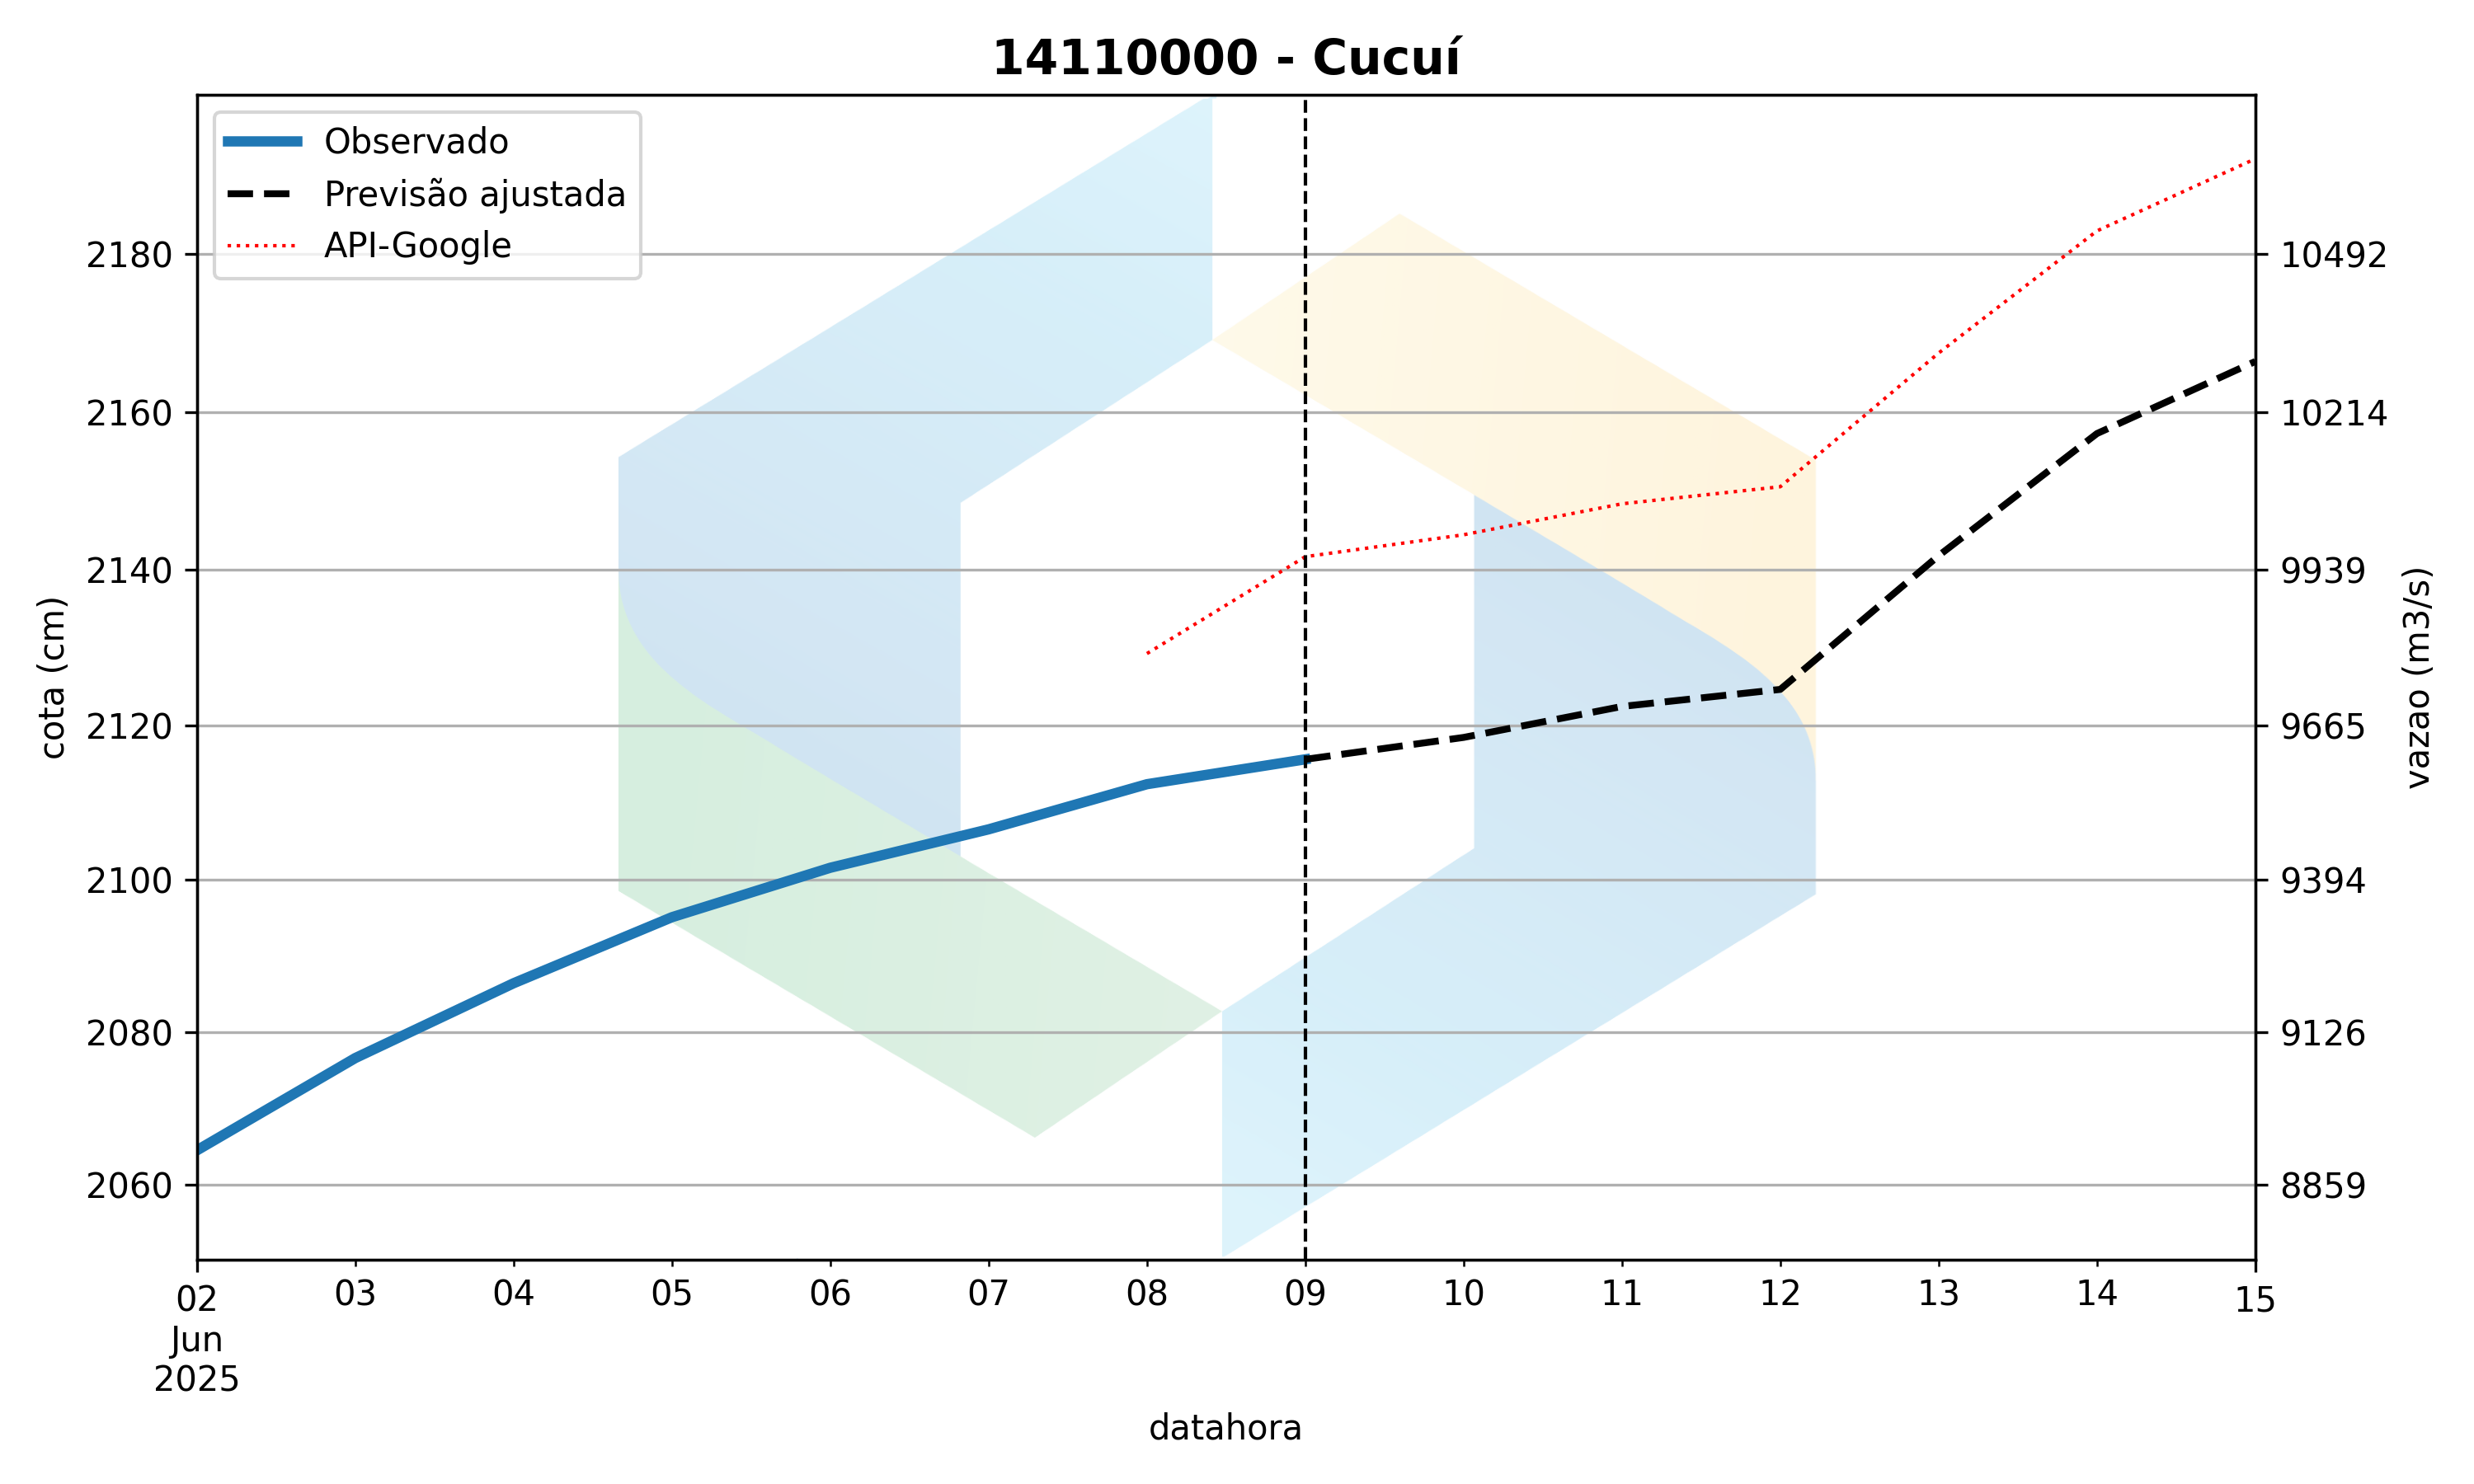 14110000 - Cucuí
Observado
Previsão ajustada
API-Google
2180
2160
2140
2120
2100
2080
2060
cota (cm)
10492
10214
9939
9665
9394
9126
8859
vazao (m3/s)
02 03 04 05 06 07 08 09 10 11 12 13 14 15
Jun
2025
datahora